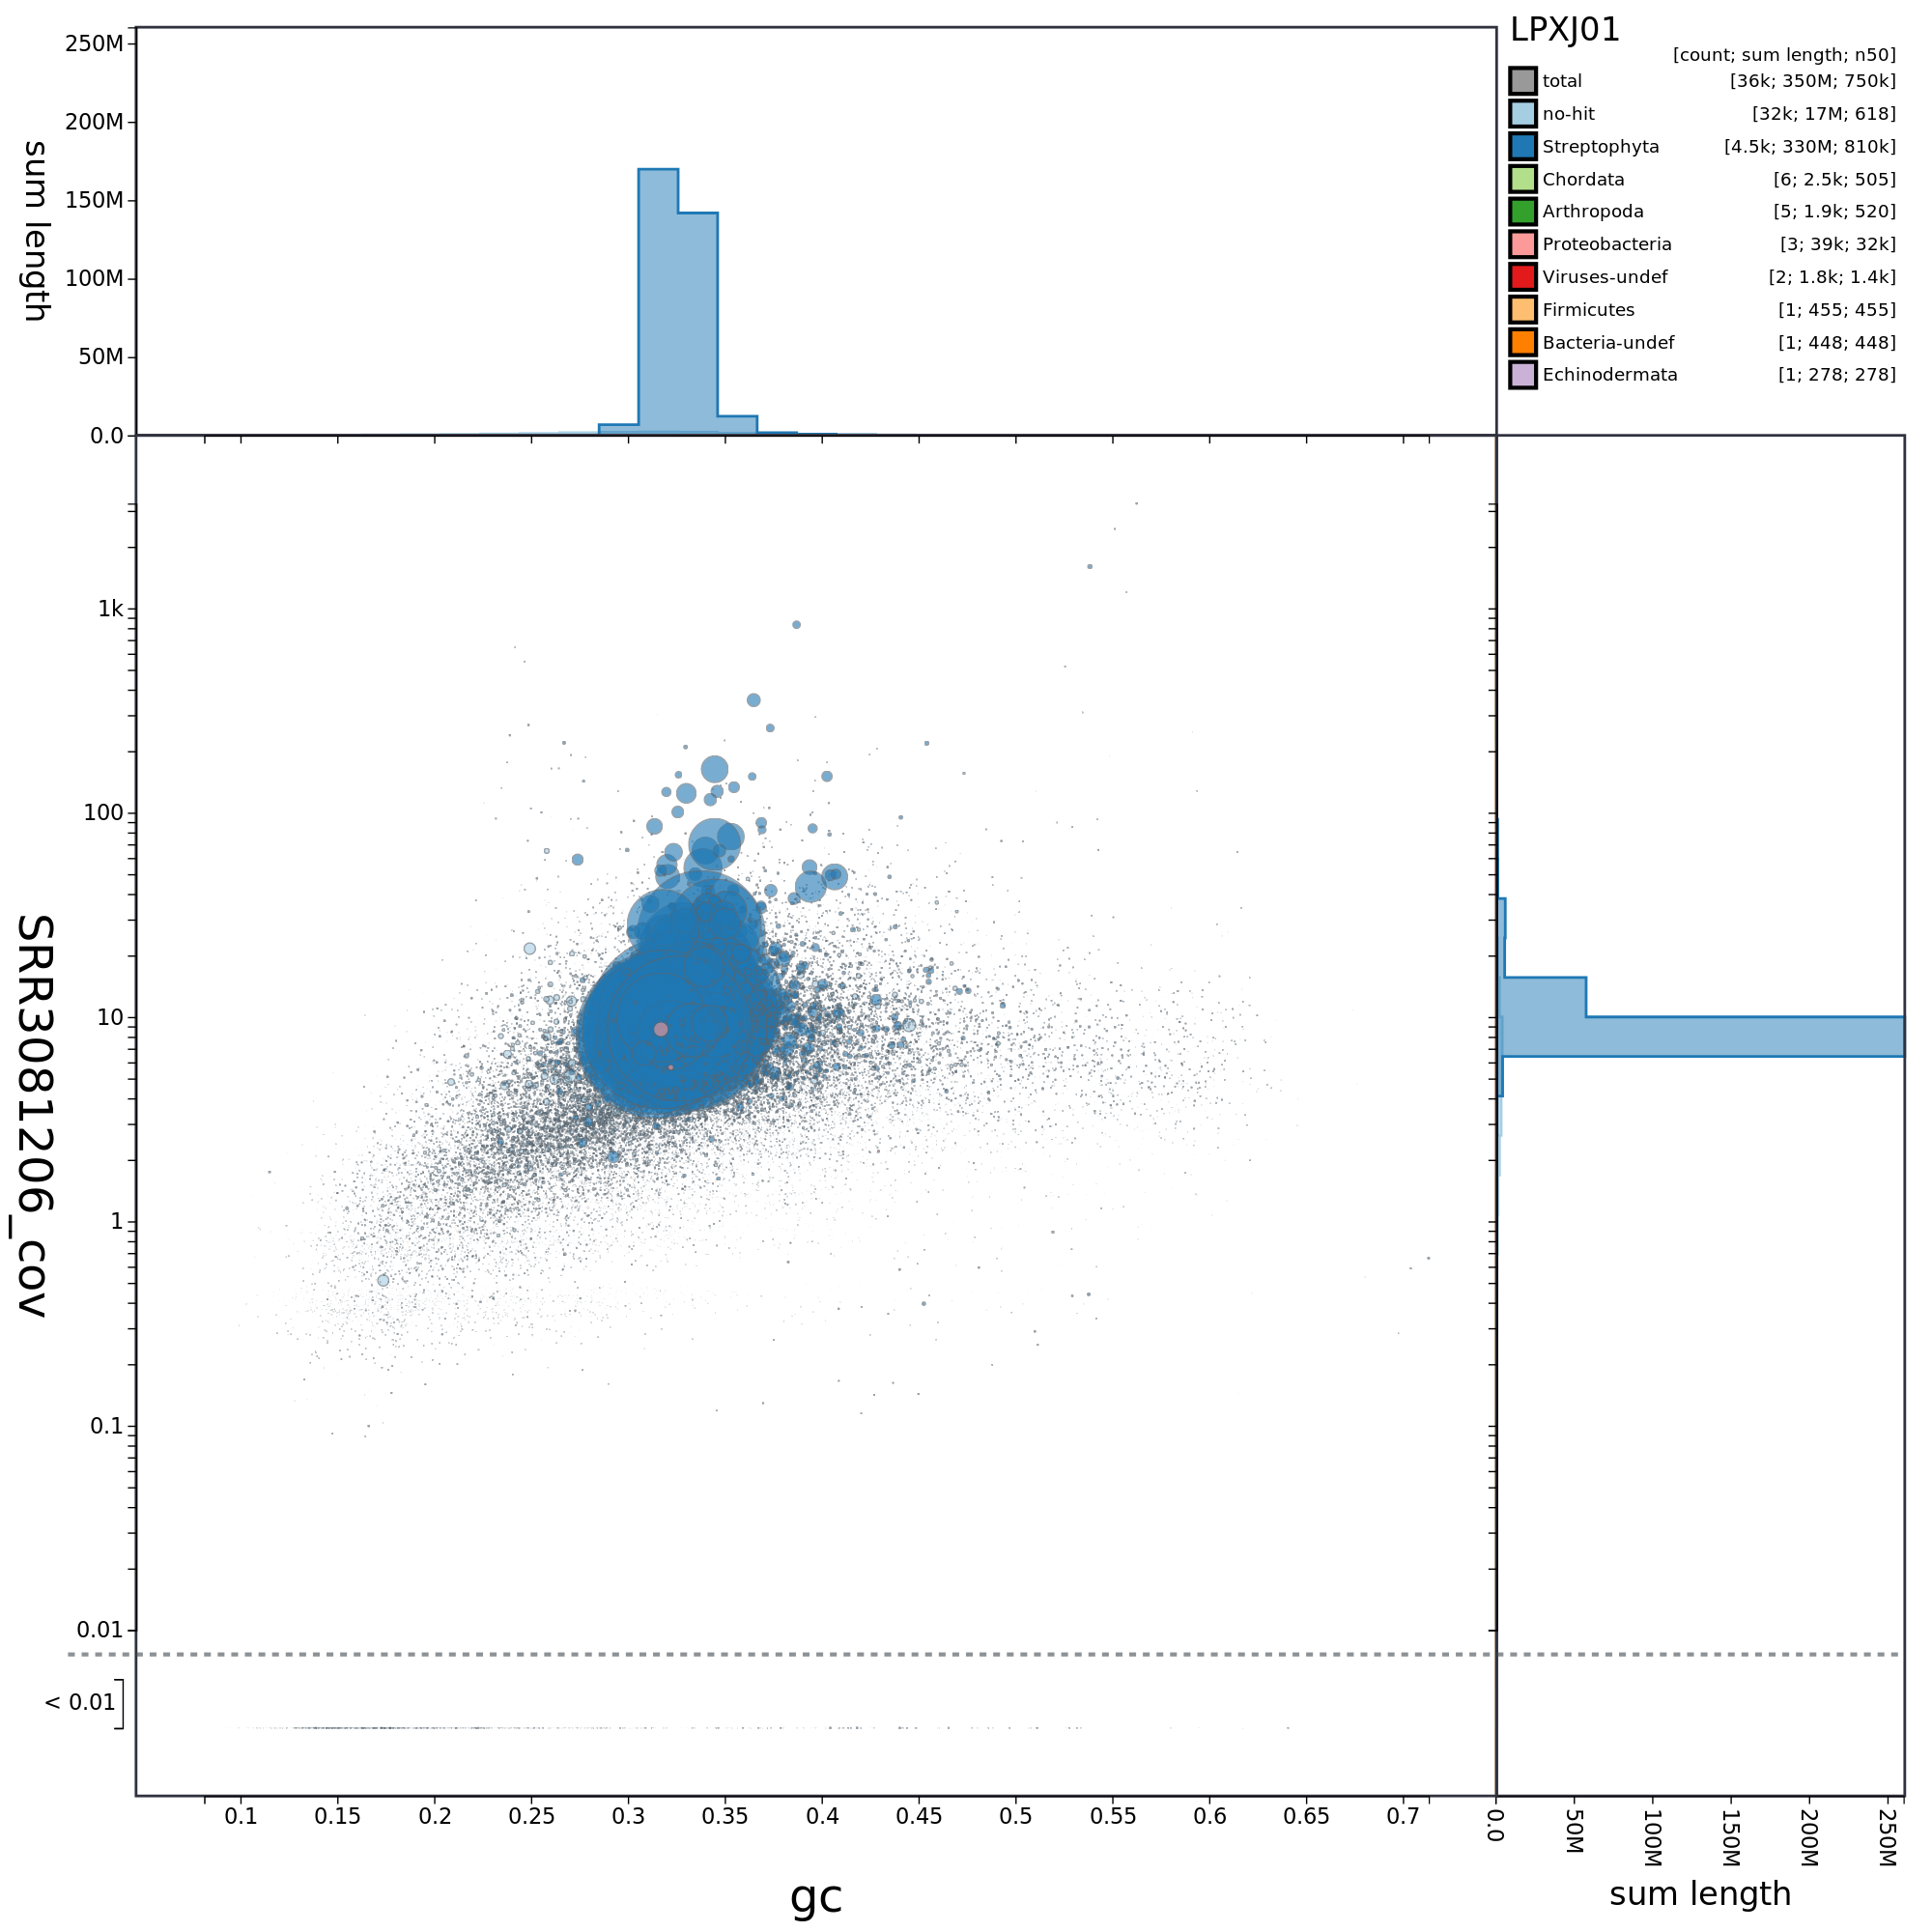 LPXJ01
[count; sum length; n50]
total [36k; 350M; 750k]
no-hit [32k; 17M; 618]
Streptophyta [4.5k; 330M; 810k]
Chordata [6; 2.5k; 505]
Arthropoda [5; 1.9k; 520]
Proteobacteria [3; 39k; 32k]
Viruses-undef [2; 1.8k; 1.4k]
Firmicutes [1; 455; 455]
Bacteria-undef [1; 448; 448]
Echinodermata [1; 278; 278]
sum length
250M
200M
150M
100M
50M
0.0
SRR3081206_cov
1k
100
10
1
0.1
0.01
< 0.01
0.1 0.15 0.2 0.25 0.3 0.35 0.4 0.45 0.5 0.55 0.6 0.65 0.7
gc
0.0 50M 100M 150M 200M 250M
sum length